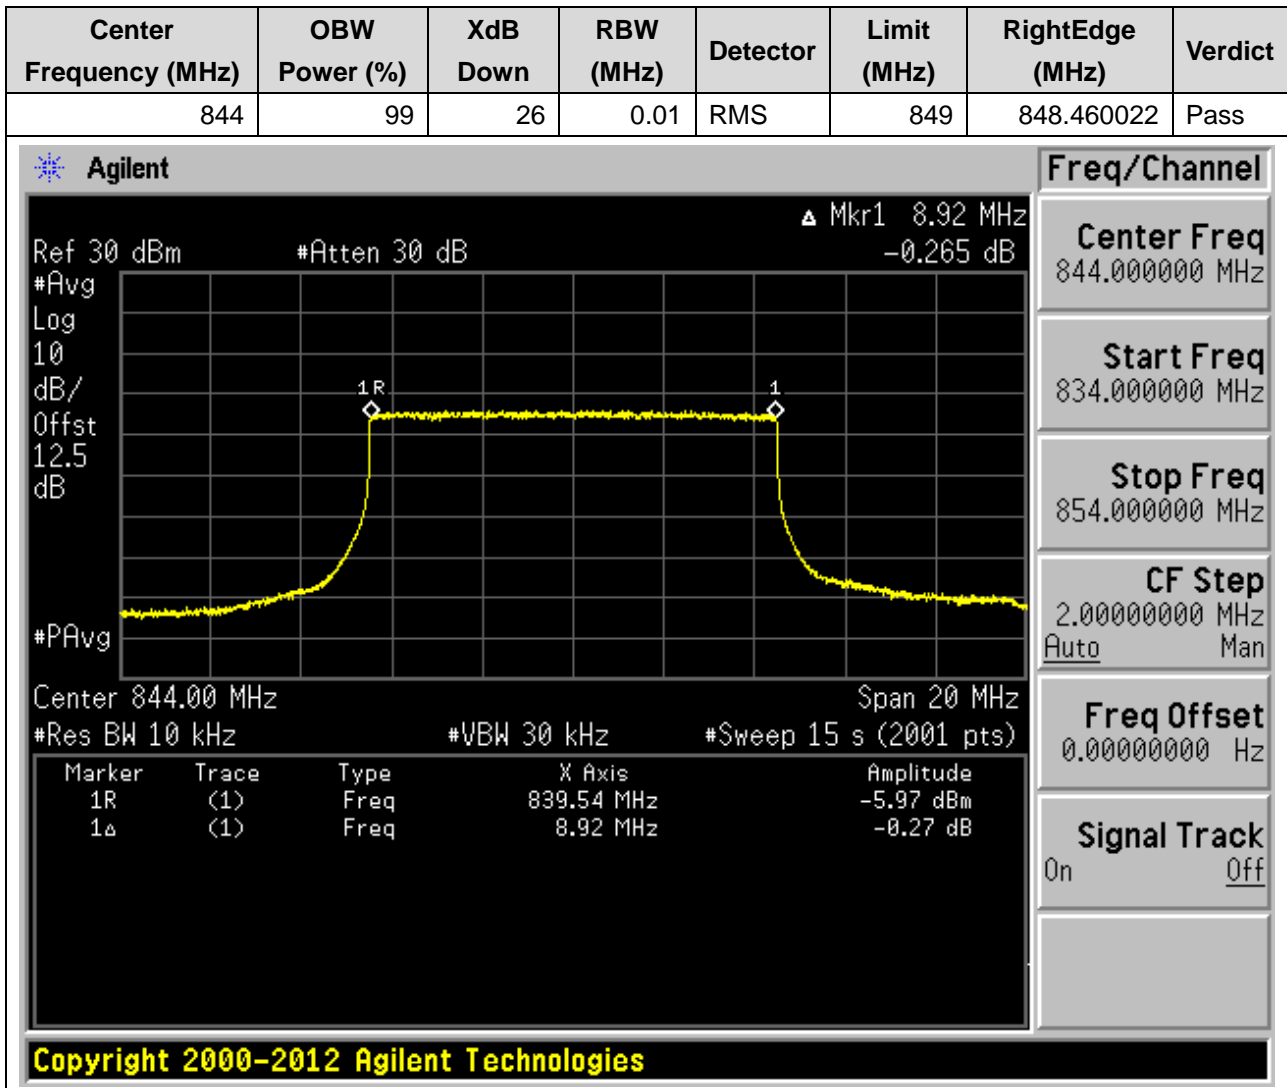 Center Frequency (MHz) OBW Power (%) XdB Down RBW (MHz) Detector Limit (MHz) RightEdge (MHz) Verdict
844 99 26 0.01 RMS 849 848.460022 Pass
Agilent
Freq/Channel
Δ Mkr1 8.92 MHz
Ref 30 dBm #Atten 30 dB -0.265 dB
#Avg
Log
10
dB/
Offst
12.5
dB
#PAvg
1R
1
Center 844.00 MHz Span 20 MHz
#Res BW 10 kHz #VBW 30 kHz #Sweep 15 s (2001 pts)
Marker Trace Type X Axis Amplitude
1R (1) Freq 839.54 MHz -5.97 dBm
1Δ (1) Freq 8.92 MHz -0.27 dB
Center Freq
844.000000 MHz
Start Freq
834.000000 MHz
Stop Freq
854.000000 MHz
CF Step
2.00000000 MHz
Auto Man
Freq Offset
0.00000000 Hz
Signal Track
On Off
Copyright 2000-2012 Agilent Technologies